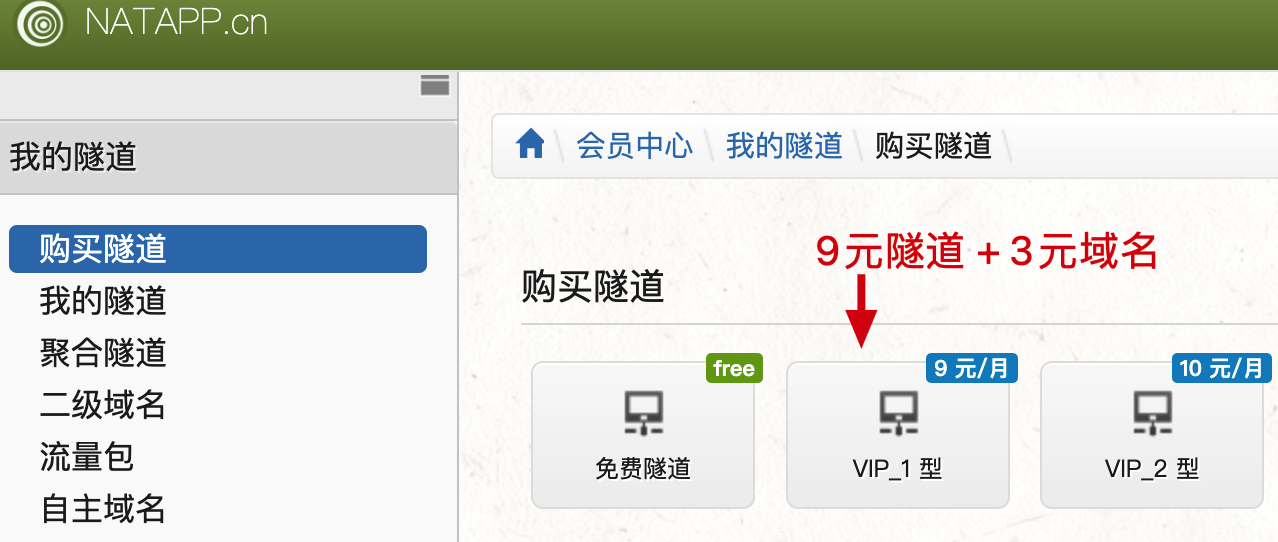 NATAPP.cn
我的隧道
购买隧道
我的隧道
聚合隧道
二级域名
流量包
自主域名
会员中心 我的隧道 购买隧道
9元隧道 + 3元域名
购买隧道
free
免费隧道
9 元/月
VIP_1 型
10 元/月
VIP_2 型